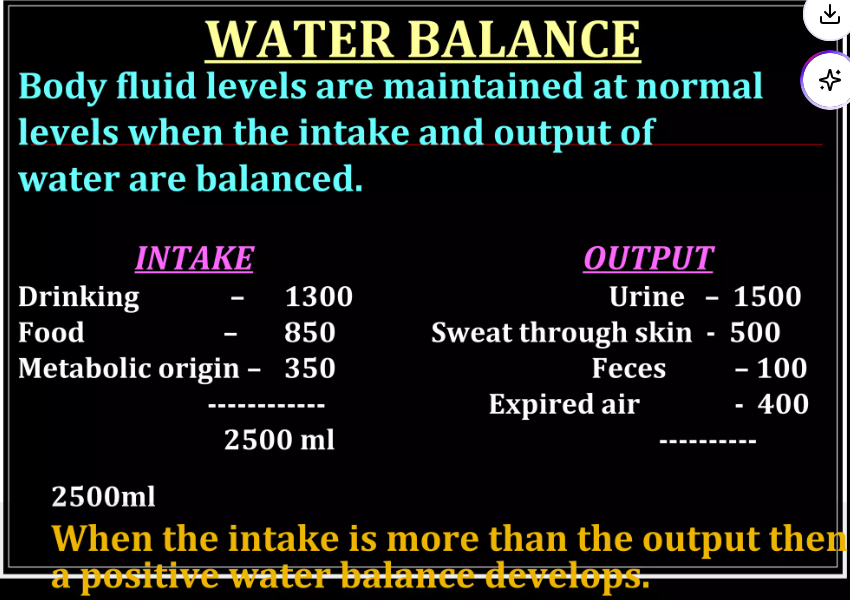 WATER BALANCE
Body fluid levels are maintained at normal
levels when the intake and output of
water are balanced.
INTAKE
Drinking – 1300
Food – 850
Metabolic origin – 350
------------
2500 ml
OUTPUT
Urine – 1500
Sweat through skin - 500
Feces – 100
Expired air - 400
----------
2500ml
When the intake is more than the output then
a positive water balance develops.